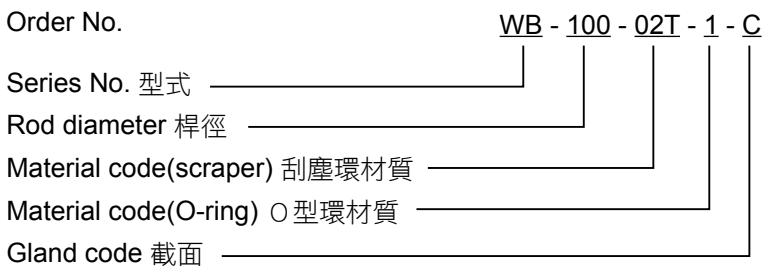 Order No. WB - 100 - 02T - 1 - C
Series No. 型式
Rod diameter 桿徑
Material code(scraper) 刮塵環材質
Material code(O-ring) O型環材質
Gland code 截面